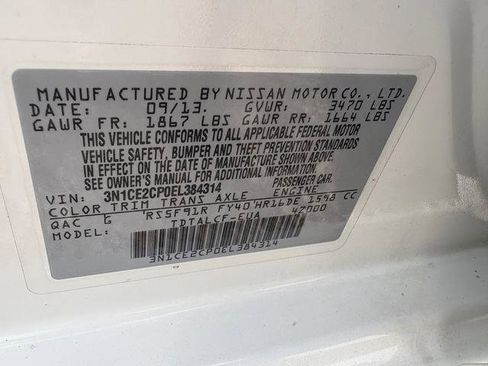 MANUFACTURED BY NISSAN MOTOR CO., LTD.
DATE: 09/13. GVWR: 3470 LBS
GAWR FR: 1867 LBS GAWR RR: 1664 LBS
THIS VEHICLE CONFORMS TO ALL APPLICABLE FEDERAL MOTOR
VEHICLE SAFETY, BUMPER AND THEFT PREVENTION STANDARDS
IN EFFECT ON THE DATE OF MANUFACTURE SHOWN ABOVE.
SEE OWNER'S MANUAL FOR ADDITIONAL INFORMATION.
VIN: 3N1CE2CP0EL384314 PASSENGER CAR
COLOR TRIM TRANS AXLE ENGINE
QAC G RS5F91R FY40 HR16DE 1598 CC
TDTALCF-EUA 42000
3N1CE2CP0EL384314